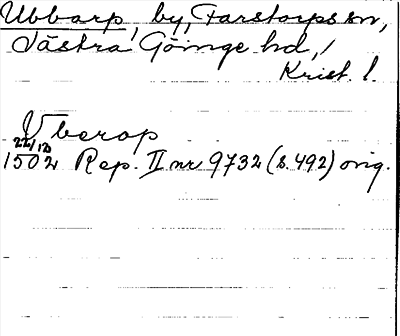 Ubbarp, by, Farstorps sn,
Västra Göinge hd,
Krist. l.
Vberop
22/12
1502 Rep. II nr 9732 (s. 492) orig.